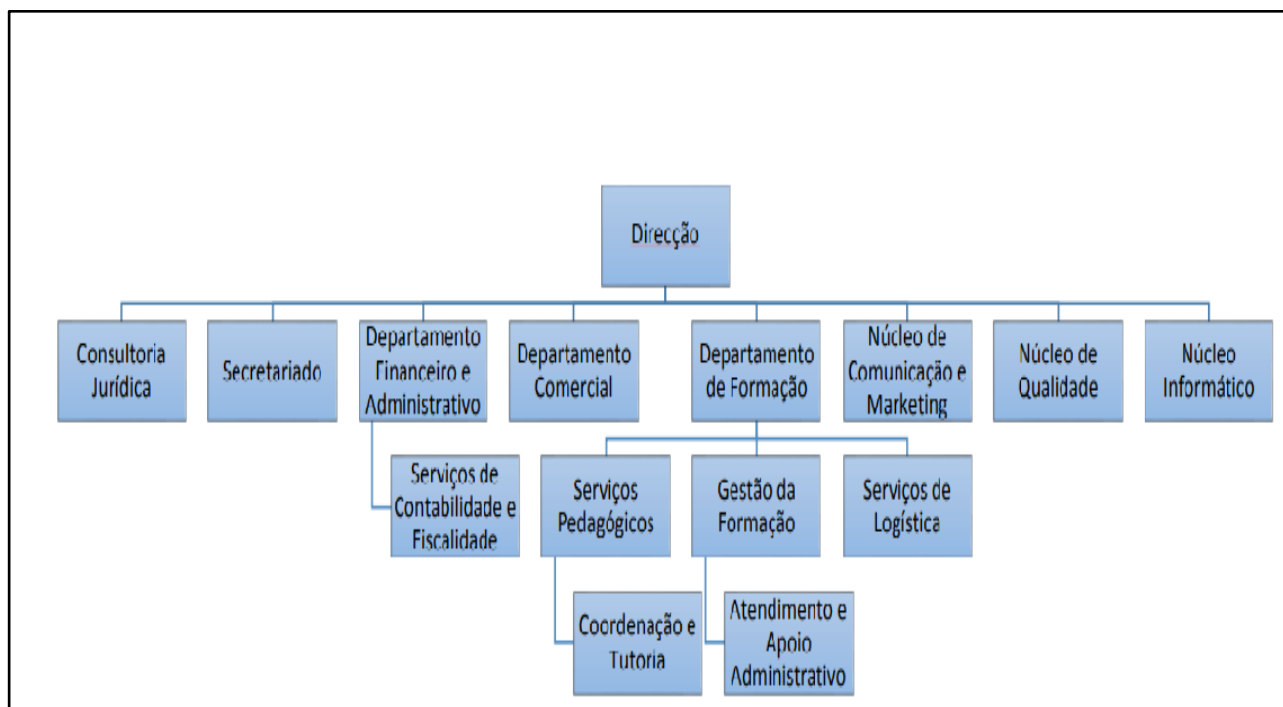 Direcção
Consultoria
Jurídica
Secretariado
Departamento
Financeiro e
Administrativo
Departamento
Comercial
Departamento
de Formação
Núcleo de
Comunicação e
Marketing
Núcleo de
Qualidade
Núcleo
Informático
Serviços de
Contabilidade e
Fiscalidade
Serviços
Pedagógicos
Gestão da
Formação
Serviços de
Logística
Coordenação e
Tutoria
Atendimento e
Apoio
Administrativo